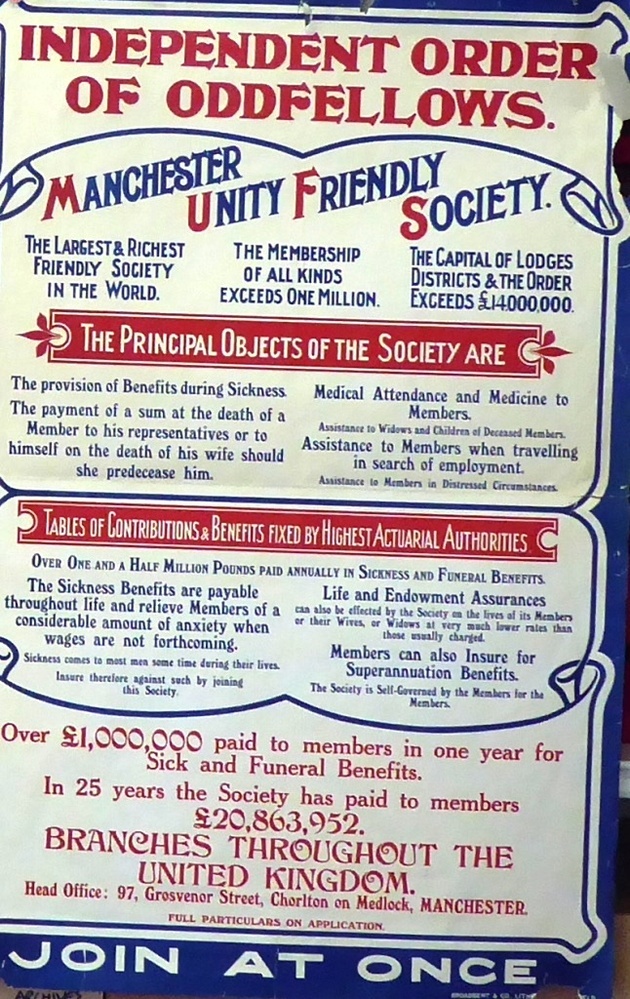 INDEPENDENT ORDER
OF ODDFELLOWS.
MANCHESTER
UNITY FRIENDLY
SOCIETY.
THE LARGEST & RICHEST
FRIENDLY SOCIETY
IN THE WORLD.
THE MEMBERSHIP
OF ALL KINDS
EXCEEDS ONE MILLION.
THE CAPITAL OF LODGES
DISTRICTS & THE ORDER
EXCEEDS £14,000,000.
THE PRINCIPAL OBJECTS OF THE SOCIETY ARE
The provision of Benefits during Sickness.
The payment of a sum at the death of a
Member to his representatives or to
himself on the death of his wife should
she predecease him.
Medical Attendance and Medicine to
Members.
Assistance to Widows and Children of Deceased Members.
Assistance to Members when travelling
in search of employment.
Assistance to Members in Distressed Circumstances.
TABLES OF CONTRIBUTIONS & BENEFITS FIXED BY HIGHEST ACTUARIAL AUTHORITIES.
OVER ONE AND A HALF MILLION POUNDS PAID ANNUALLY IN SICKNESS AND FUNERAL BENEFITS.
The Sickness Benefits are payable
throughout life and relieve Members of a
considerable amount of anxiety when
wages are not forthcoming.
Sickness comes to most men some time during their lives.
Insure therefore against such by joining
this Society.
Life and Endowment Assurances
can also be effected by the Society on the lives of its Members
or their Wives, or Widows at very much lower rates than
those usually charged.
Members can also Insure for
Superannuation Benefits.
The Society is Self-Governed by the Members for the
Members.
Over £1,000,000 paid to members in one year for
Sick and Funeral Benefits.
In 25 years the Society has paid to members
£20,863,952.
BRANCHES THROUGHOUT THE
UNITED KINGDOM.
Head Office: 97, Grosvenor Street, Chorlton on Medlock, MANCHESTER.
FULL PARTICULARS ON APPLICATION.
JOIN AT ONCE
ARCHIVES
BROADBENT & CO. LITH